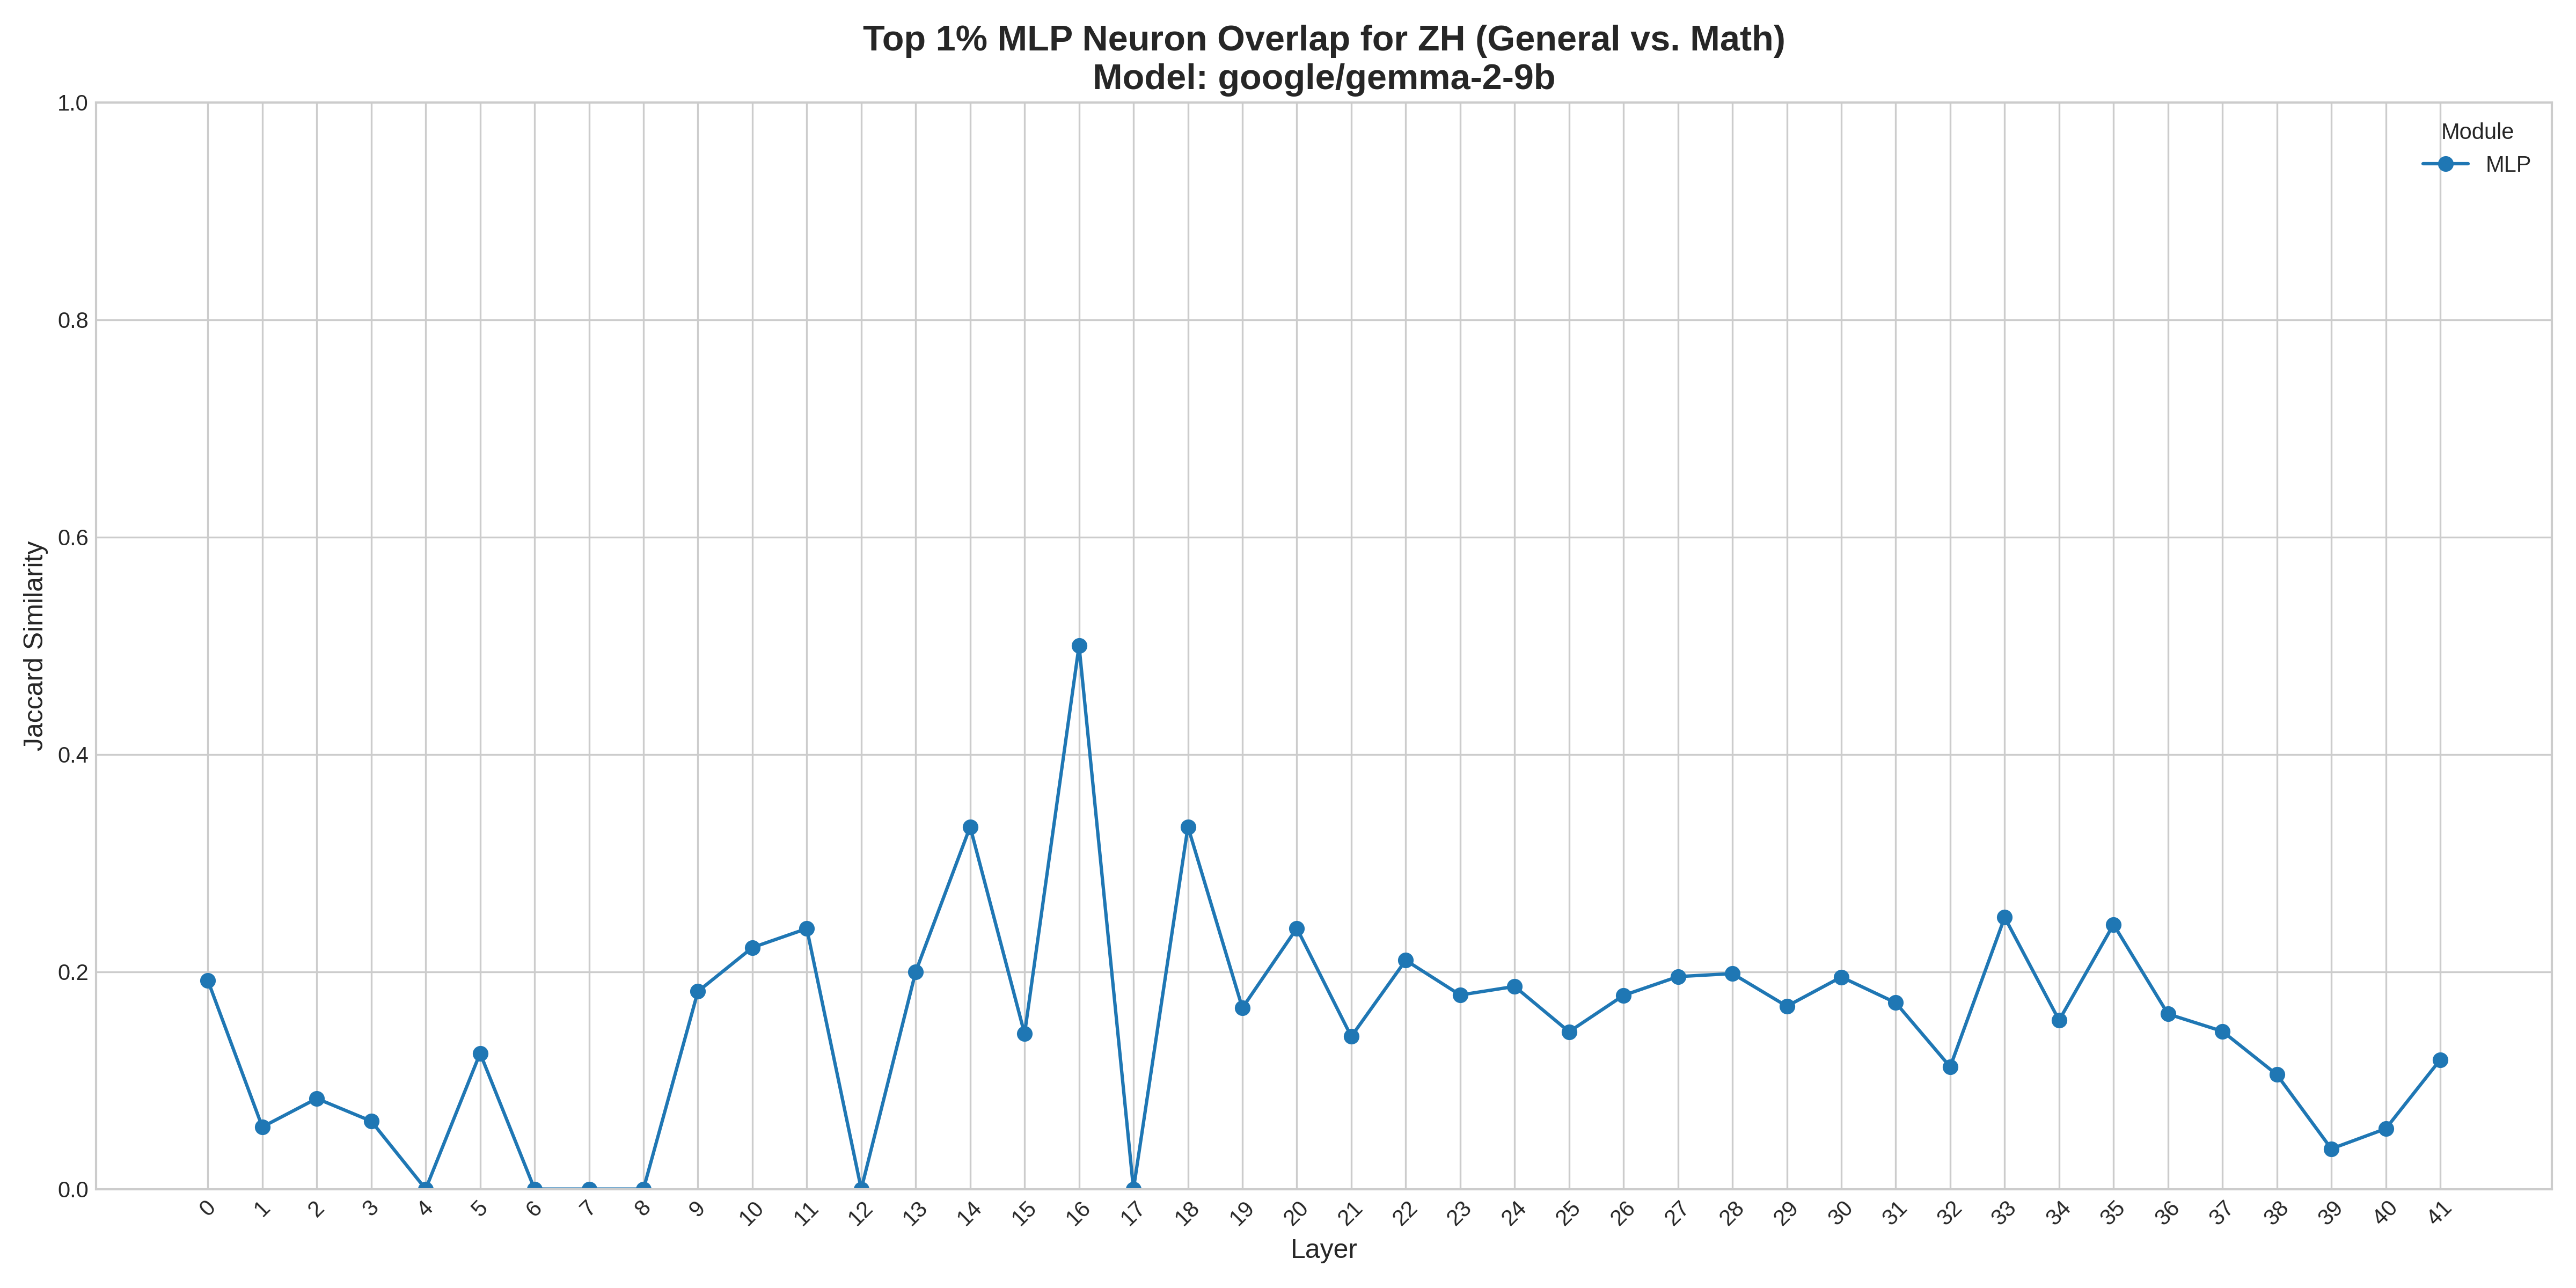 Top 1% MLP Neuron Overlap for ZH (General vs. Math)
Model: google/gemma-2-9b
Module
MLP
Jaccard Similarity
1.0
0.8
0.6
0.4
0.2
0.0
0 1 2 3 4 5 6 7 8 9 10 11 12 13 14 15 16 17 18 19 20 21 22 23 24 25 26 27 28 29 30 31 32 33 34 35 36 37 38 39 40 41
Layer